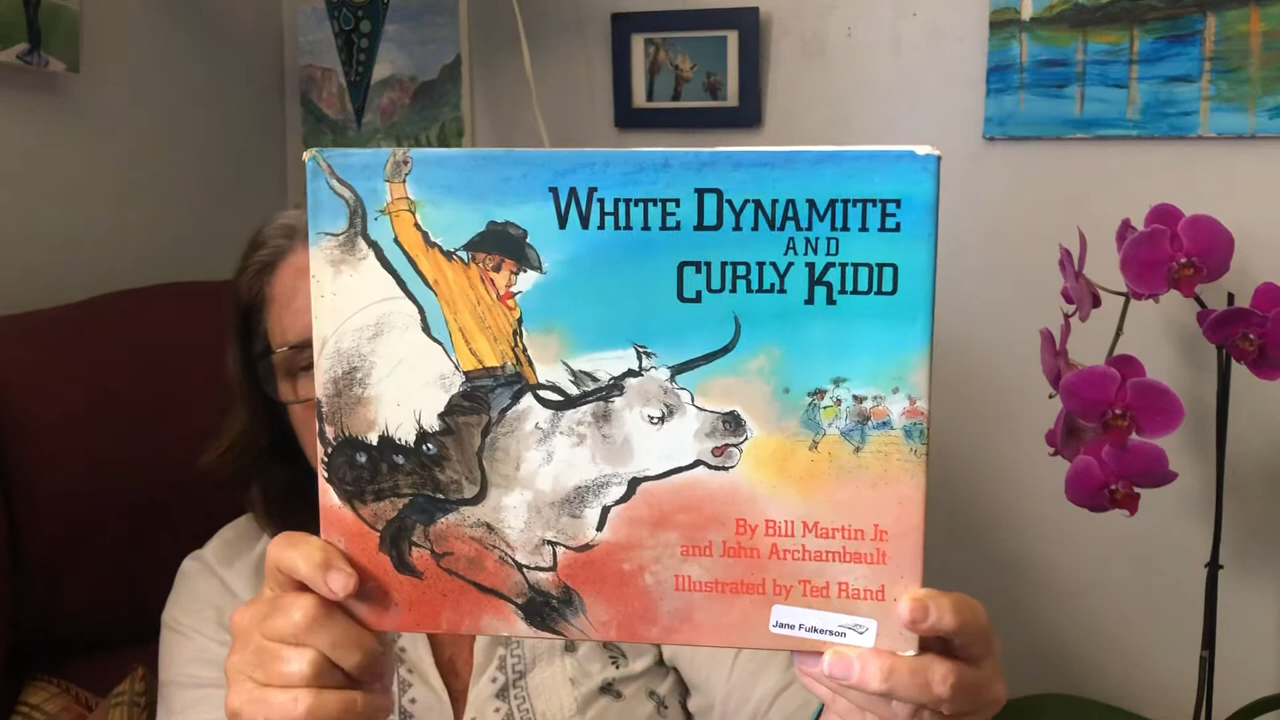 WHITE DYNAMITE
AND
CURLY KIDD
By Bill Martin Jr.
and John Archambault
Illustrated by Ted Rand
Jane Fulkerson